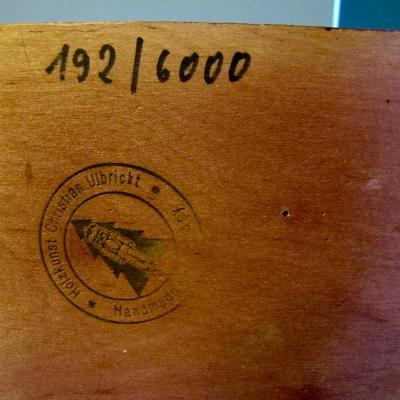 192/6000
Holzkunst Christian Ulbricht * 
* Handmade